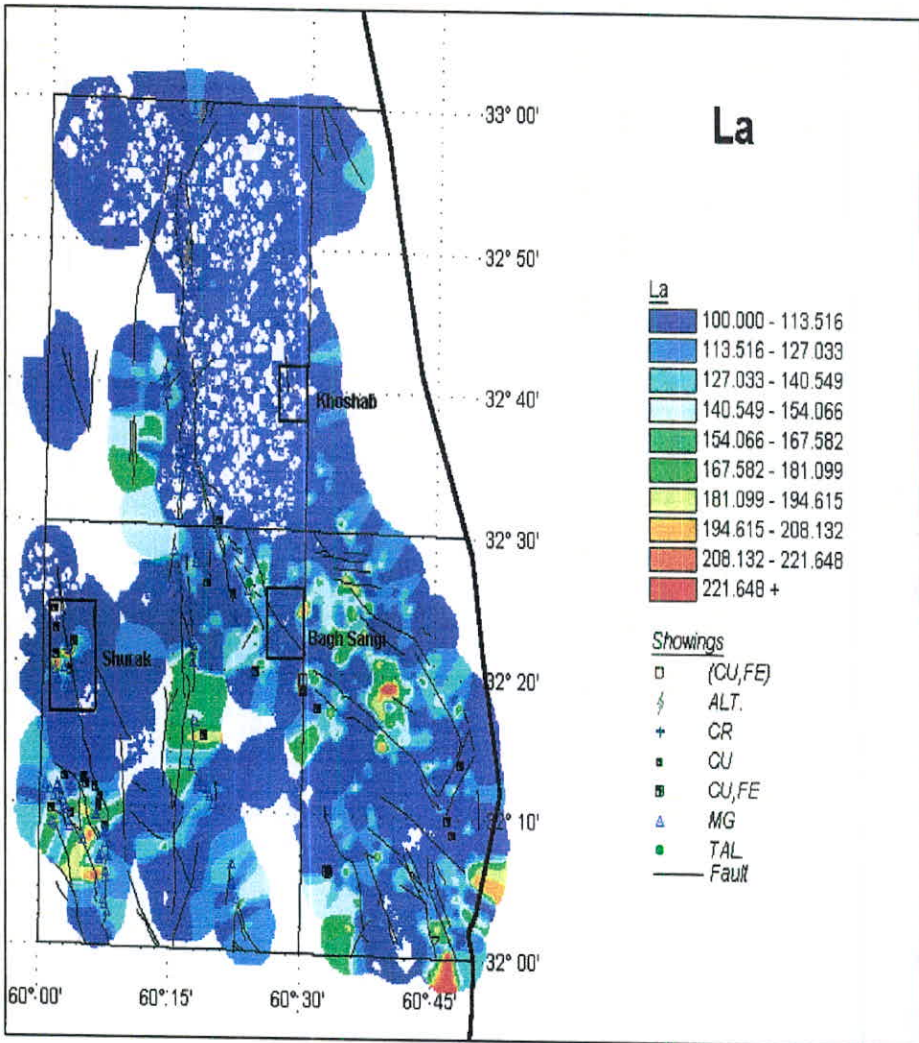 La
33° 00'
32° 50'
32° 40'
32° 30'
32° 20'
32° 10'
32° 00'
60° 00'
60° 15'
60° 30'
60° 45'
Khoshab
Bagh Sangi
Shurak
La
100.000 - 113.516
113.516 - 127.033
127.033 - 140.549
140.549 - 154.066
154.066 - 167.582
167.582 - 181.099
181.099 - 194.615
194.615 - 208.132
208.132 - 221.648
221.648 +
Showings
(CU,FE)
ALT.
CR
CU
CU,FE
MG
TAL.
Fault